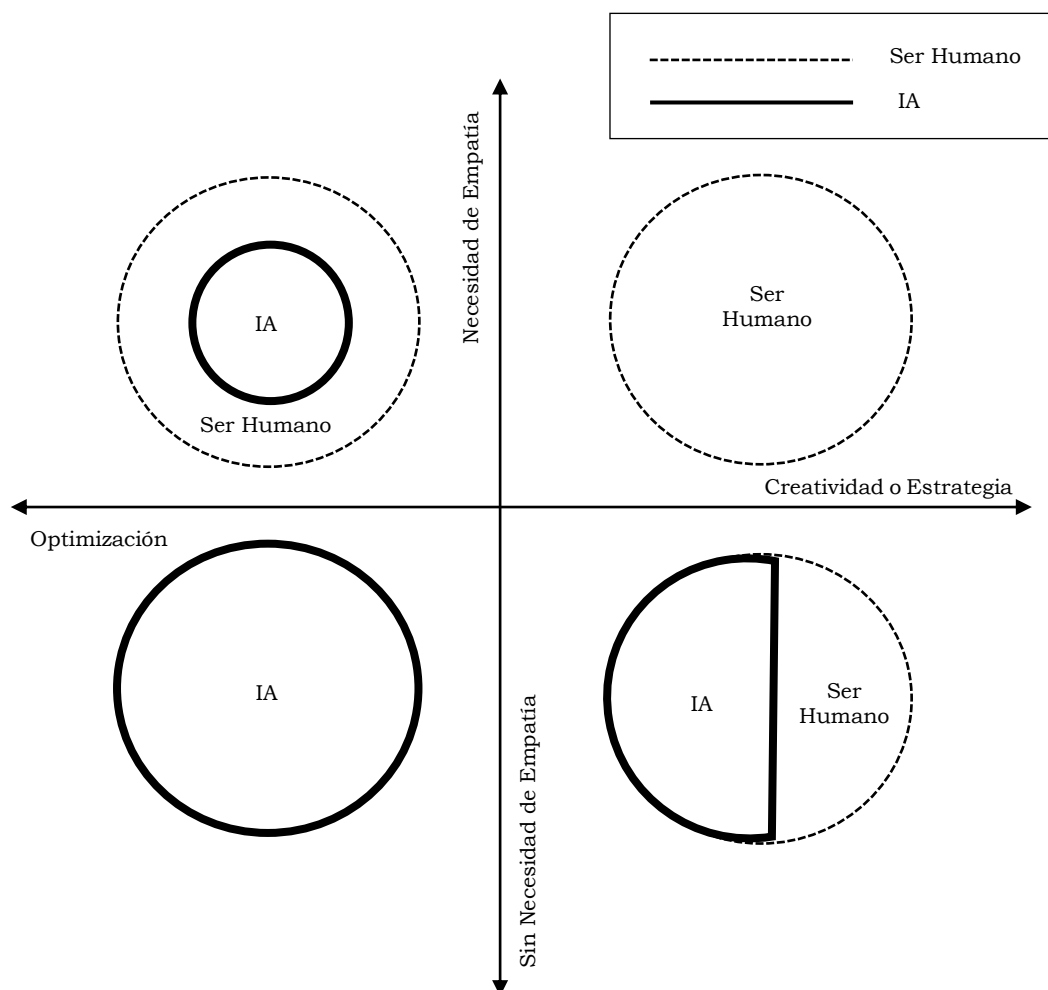 Ser Humano
IA
Necesidad de Empatía
Ser
Humano
IA
Ser Humano
Creatividad o Estrategia
Optimización
IA
IA
Ser
Humano
Sin Necesidad de Empatía